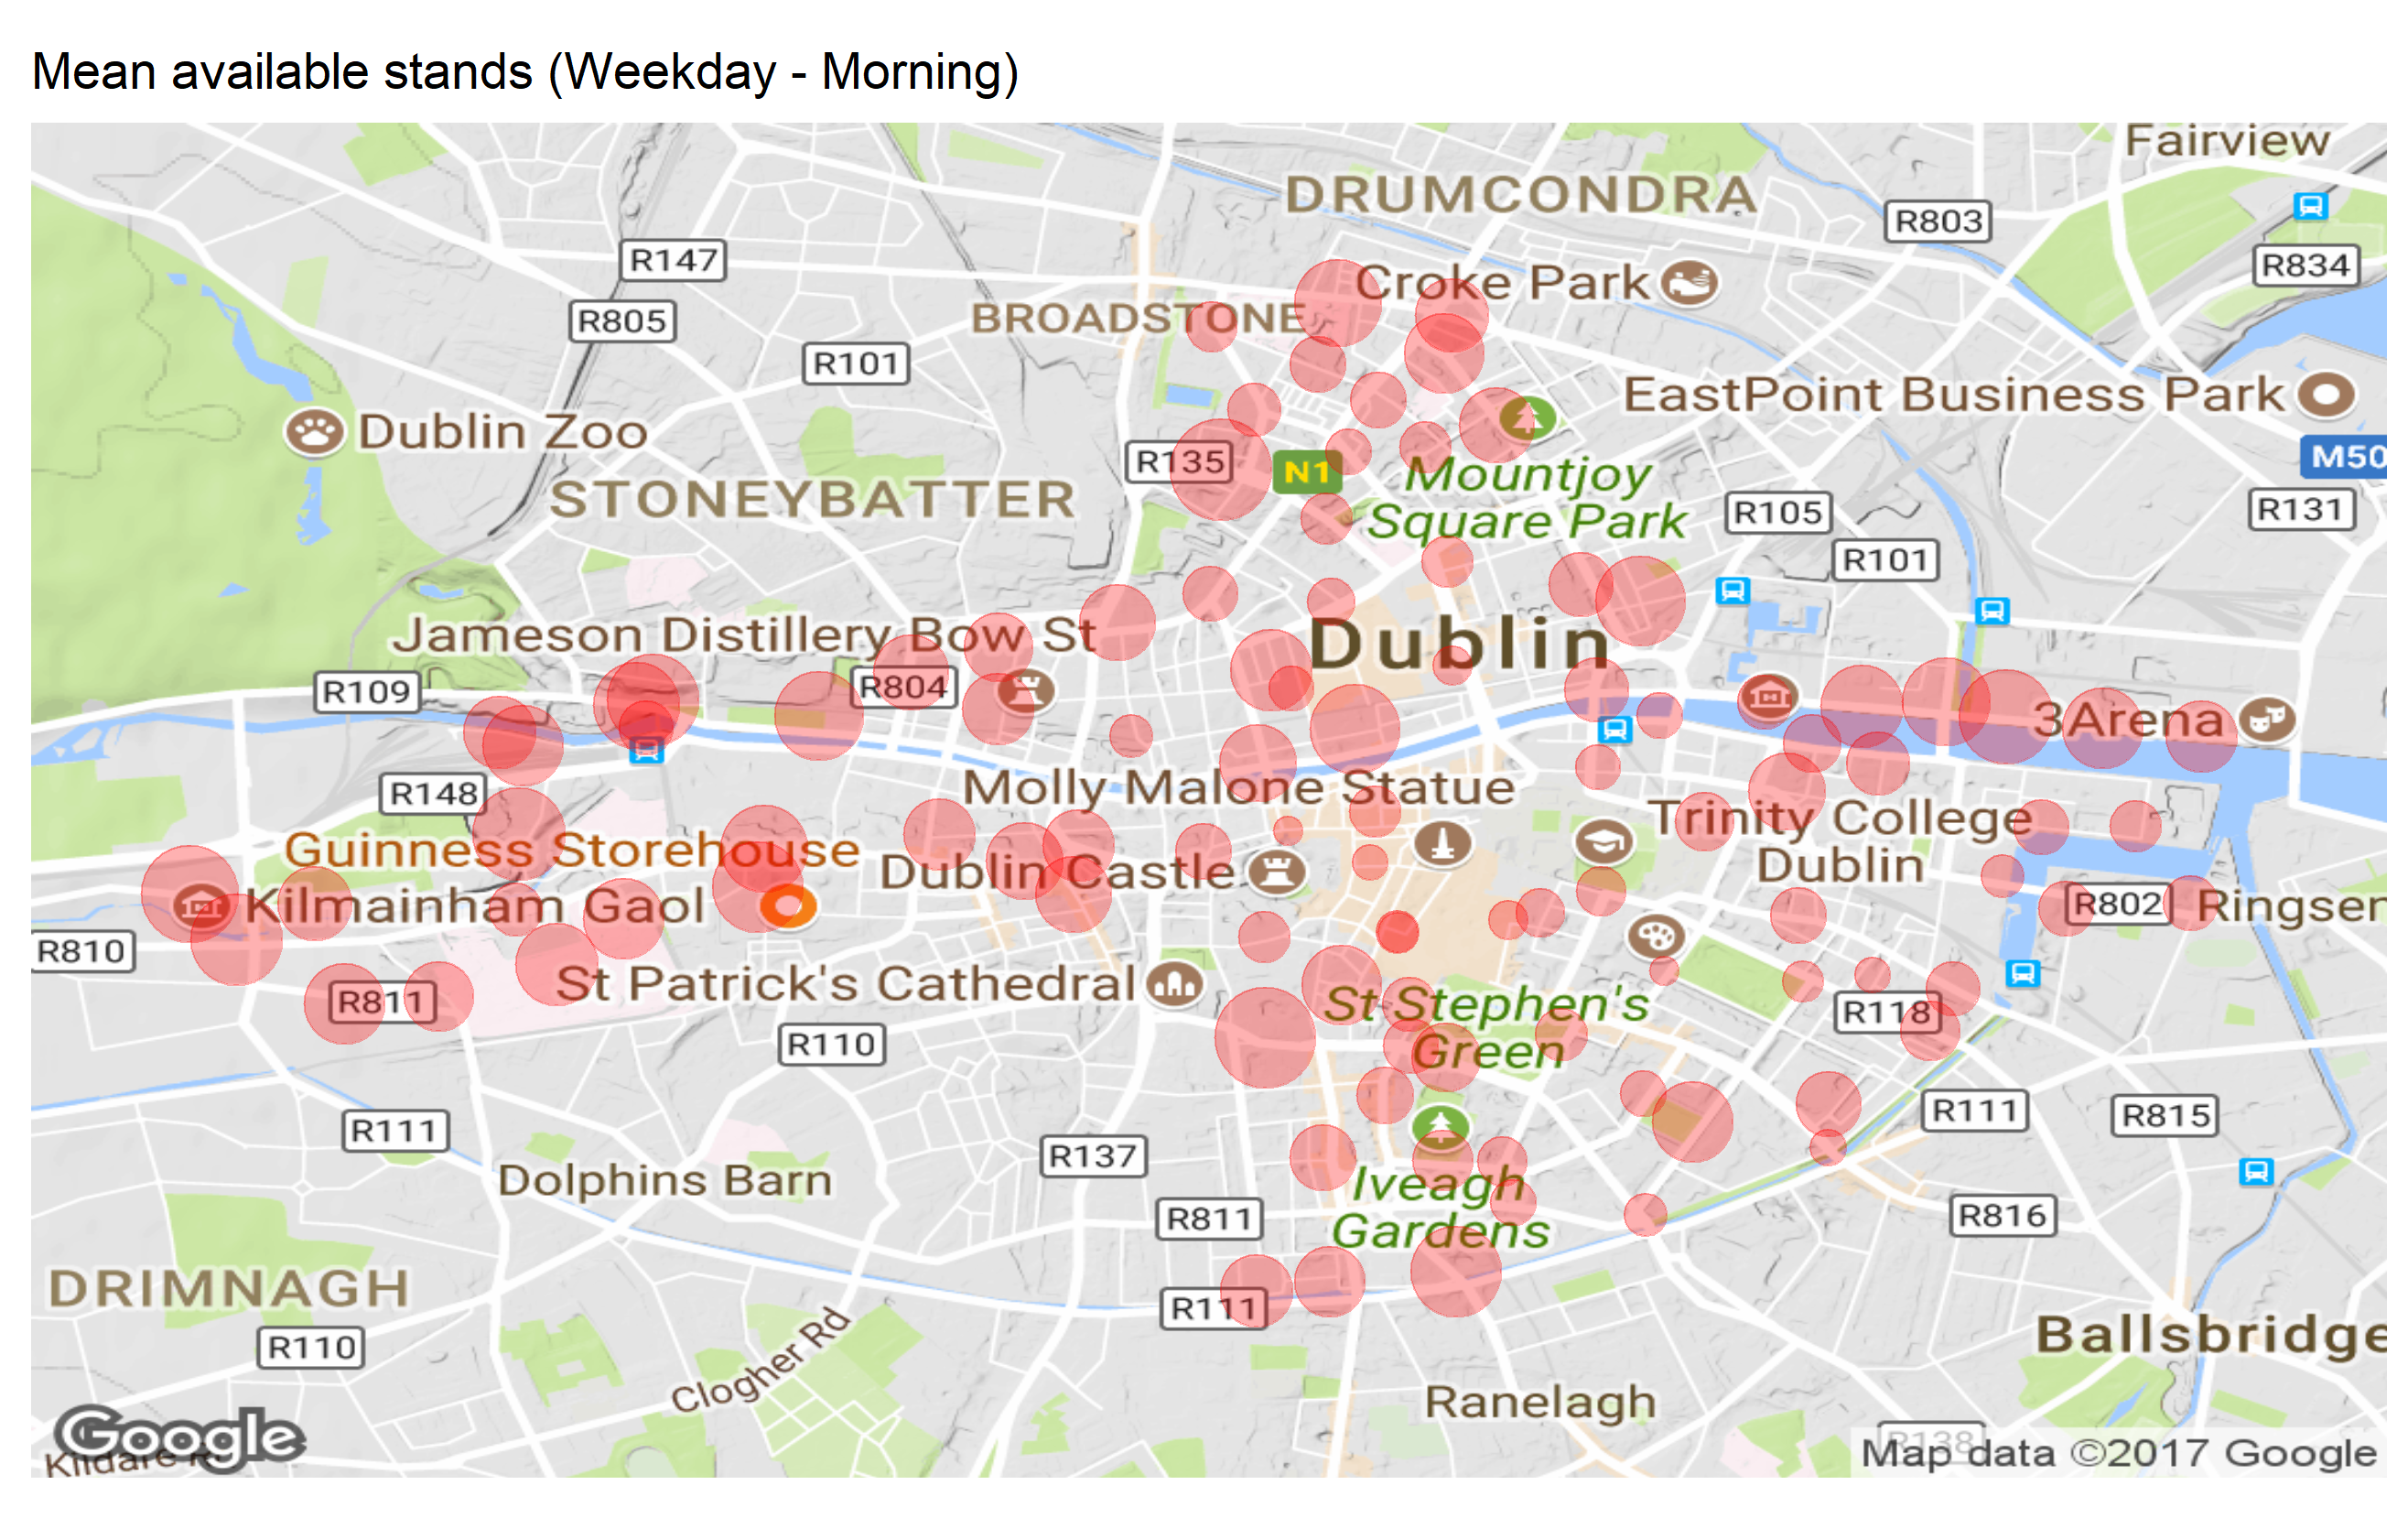 Mean available stands (Weekday - Morning)
Fairview
DRUMCONDRA
R803
R147
R834
Croke Park
R805
BROADSTONE
R101
EastPoint Business Park
Dublin Zoo
M50
R135
N1
Mountjoy
Square Park
STONEYBATTER
R105
R131
R101
Jameson Distillery Bow St
Dublin
R109
R804
3Arena
R148
Molly Malone Statue
Trinity College
Dublin
Guinness Storehouse
Dublin Castle
Kilmainham Gaol
R802
Ringsen
R810
St Patrick's Cathedral
St Stephen's
Green
R811
R118
R110
R111
R111
R815
R137
Dolphins Barn
Iveagh
Gardens
R811
R816
DRIMNAGH
R111
R110
Clogher Rd
Ballsbridge
Ranelagh
Google
R138
Map data ©2017 Google
Kildare R